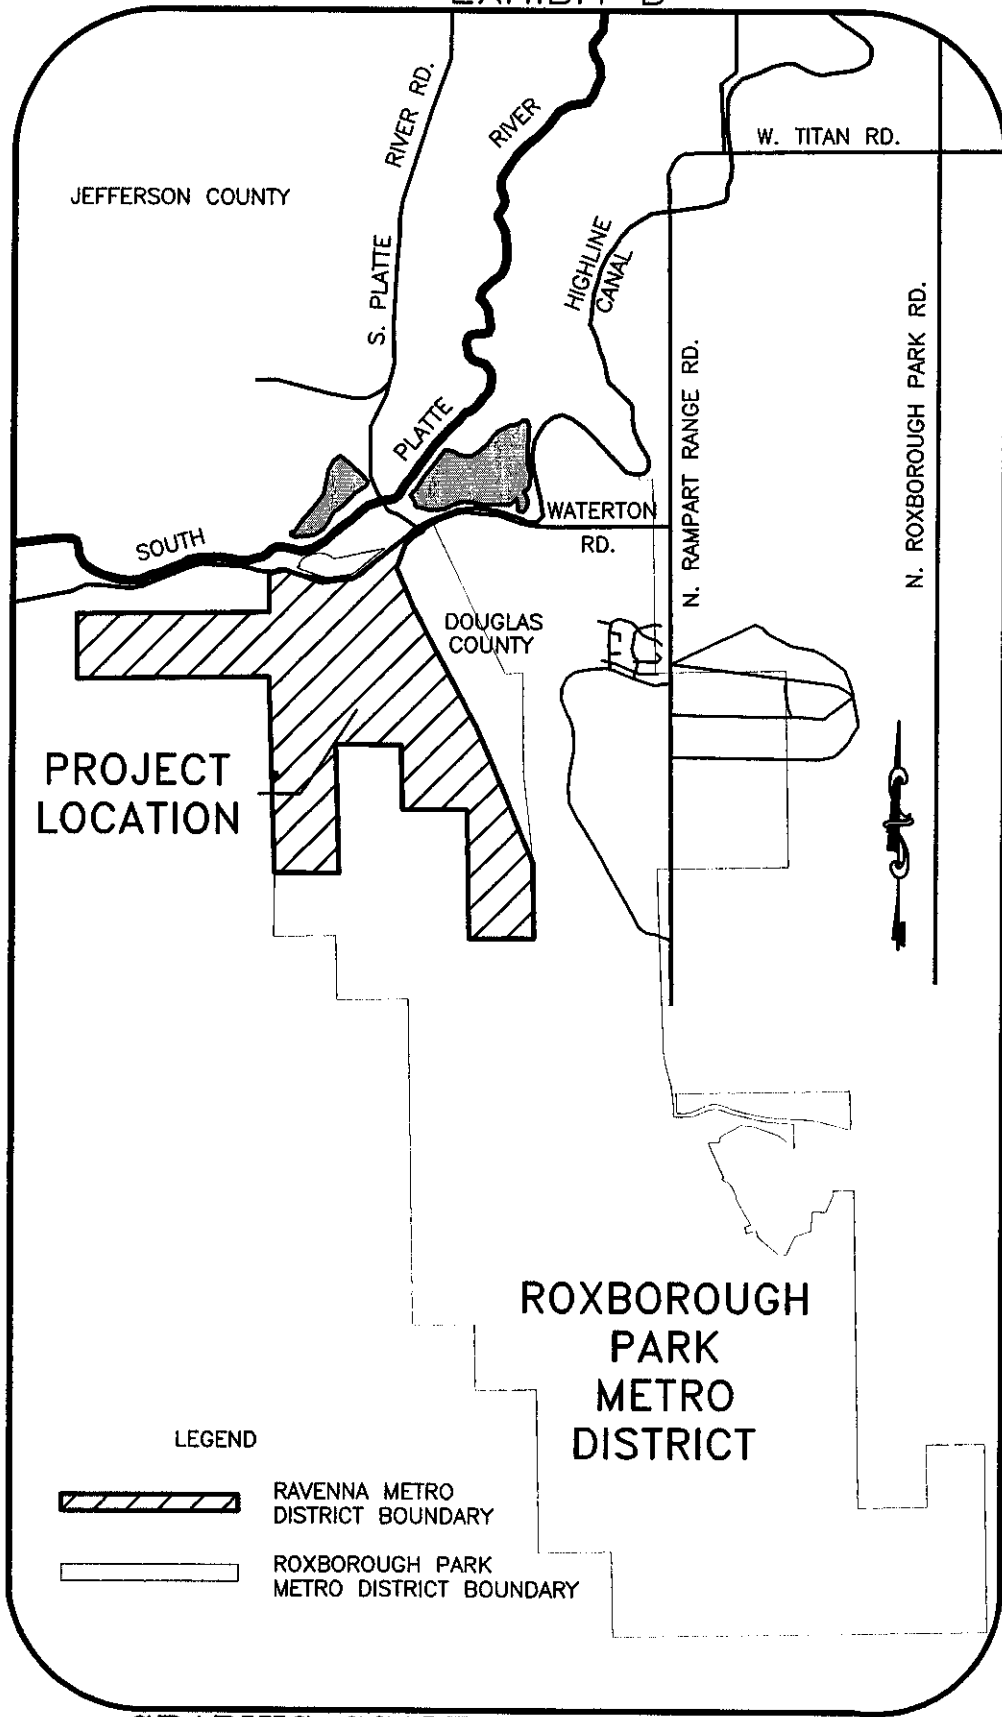 JEFFERSON COUNTY
S. PLATTE RIVER RD.
RIVER
PLATTE
SOUTH
HIGHLINE
CANAL
W. TITAN RD.
N. RAMPART RANGE RD.
N. ROXBOROUGH PARK RD.
WATERTON
RD.
DOUGLAS
COUNTY
PROJECT
LOCATION
ROXBOROUGH
PARK
METRO
DISTRICT
LEGEND
RAVENNA METRO
DISTRICT BOUNDARY
ROXBOROUGH PARK
METRO DISTRICT BOUNDARY